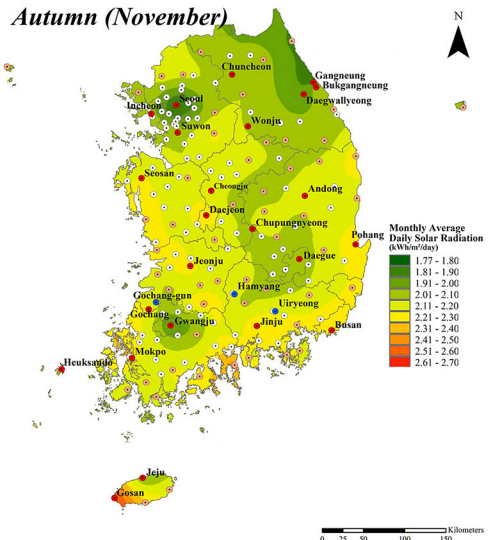 Autumn (November)
N
Chuncheon
Gangneung
Bukgangneung
Daegwallyeong
Seoul
Incheon
Wonju
Suwon
Seosan
Cheongju
Andong
Daejeon
Chupungnyeong
Pohang
Daegue
Jeonju
Hamyang
Gochang-gun
Uiryeong
Gochang
Gwangju
Jinju
Busan
Mokpo
Heuksando
Jeju
Gosan
Monthly Average
Daily Solar Radiation
(kWh/m²/day)
1.77 - 1.80
1.81 - 1.90
1.91 - 2.00
2.01 - 2.10
2.11 - 2.20
2.21 - 2.30
2.31 - 2.40
2.41 - 2.50
2.51 - 2.60
2.61 - 2.70
0 25 50 100 150
Kilometers